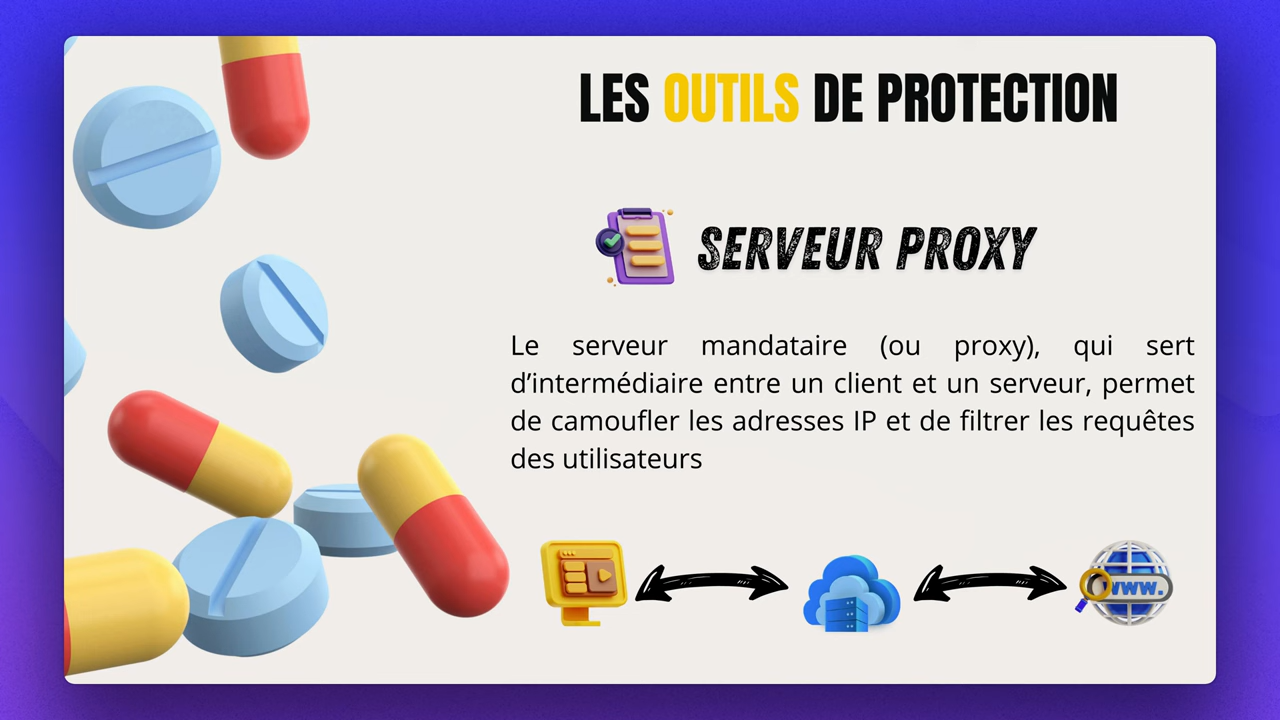 LES OUTILS DE PROTECTION
SERVEUR PROXY
Le serveur mandataire (ou proxy), qui sert
d’intermédiaire entre un client et un serveur, permet
de camoufler les adresses IP et de filtrer les requêtes
des utilisateurs
www.